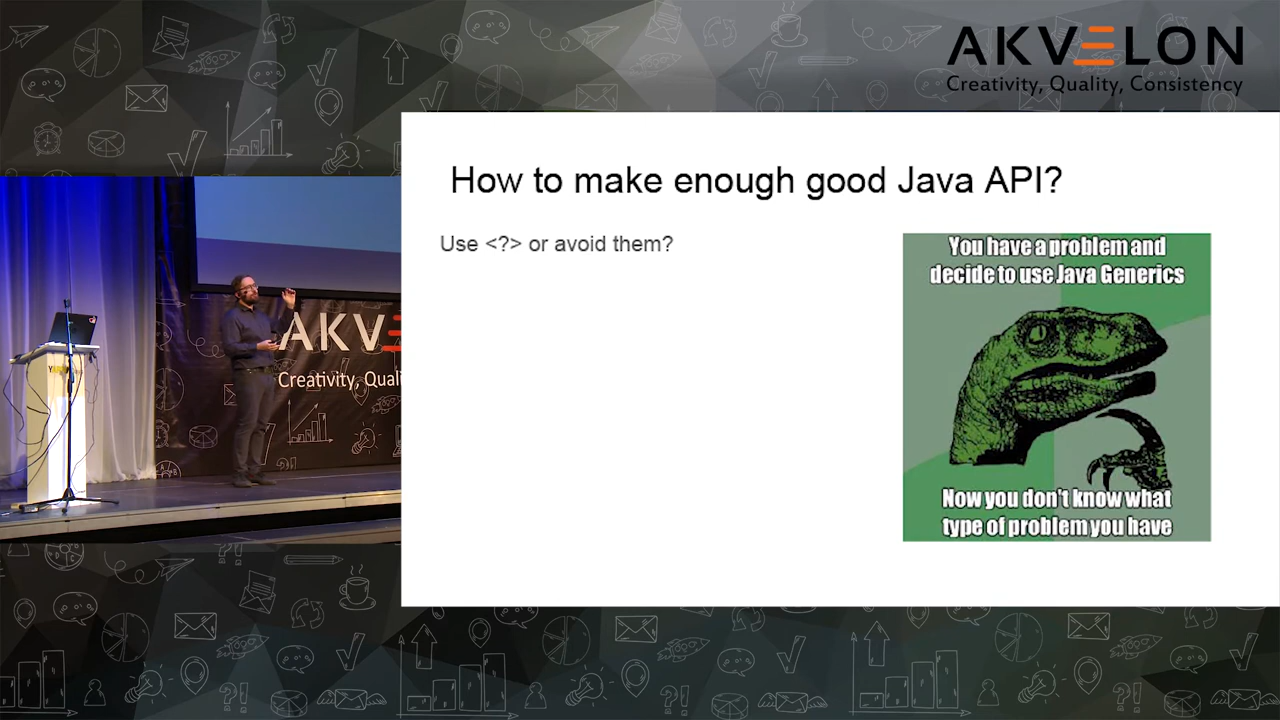 AKVELON
Creativity, Quality, Consistency
How to make enough good Java API?
Use <?> or avoid them?
You have a problem and
decide to use Java Generics
Now you don't know what
type of problem you have
AKVE
Creativity, Quali